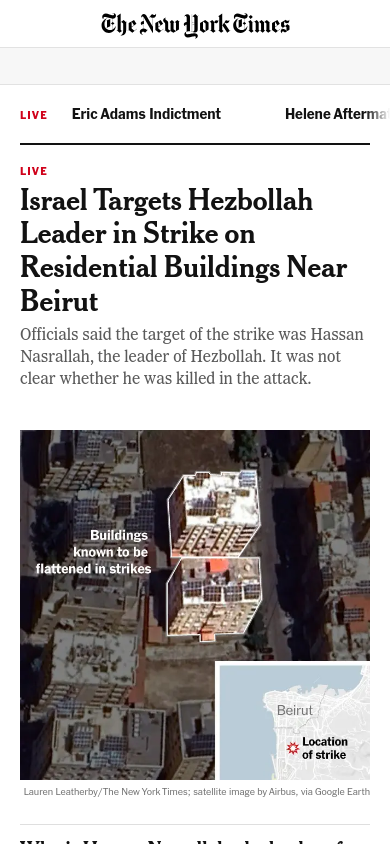 The New York Times
LIVE
Eric Adams Indictment
Helene Afterma
LIVE
Israel Targets Hezbollah
Leader in Strike on
Residential Buildings Near
Beirut
Officials said the target of the strike was Hassan
Nasrallah, the leader of Hezbollah. It was not
clear whether he was killed in the attack.
Buildings
known to be
flattened in strikes
Beirut
Location
of strike
Lauren Leatherby/The New York Times; satellite image by Airbus, via Google Earth